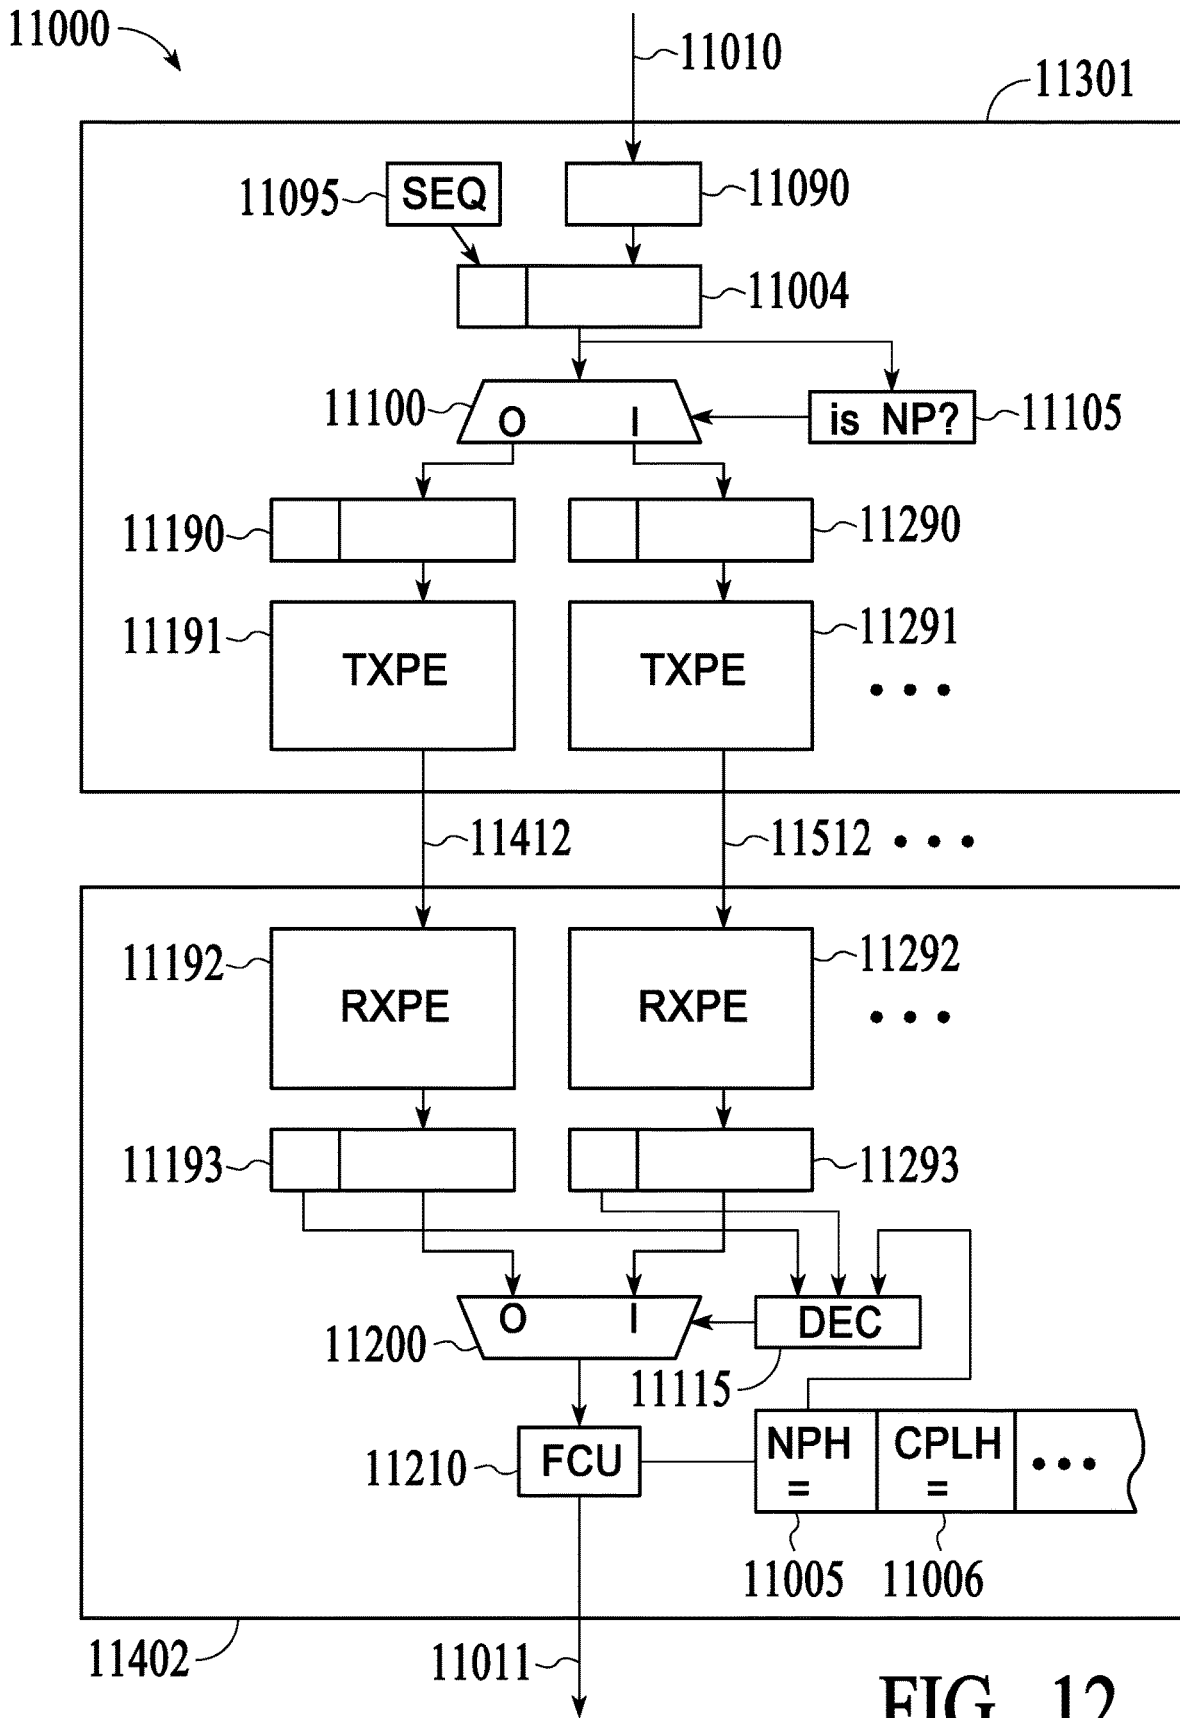 11000
11010
11301
11095
SEQ
11090
11004
11100
O I
is NP?
11105
11190
11290
11191
TXPE
TXPE
11291
• • •
11412
11512
• • •
11192
RXPE
RXPE
11292
• • •
11193
11293
O I
DEC
11200
11115
11210
FCU
NPH
=
CPLH
=
• • •
11005
11006
11402
11011
FIG. 12